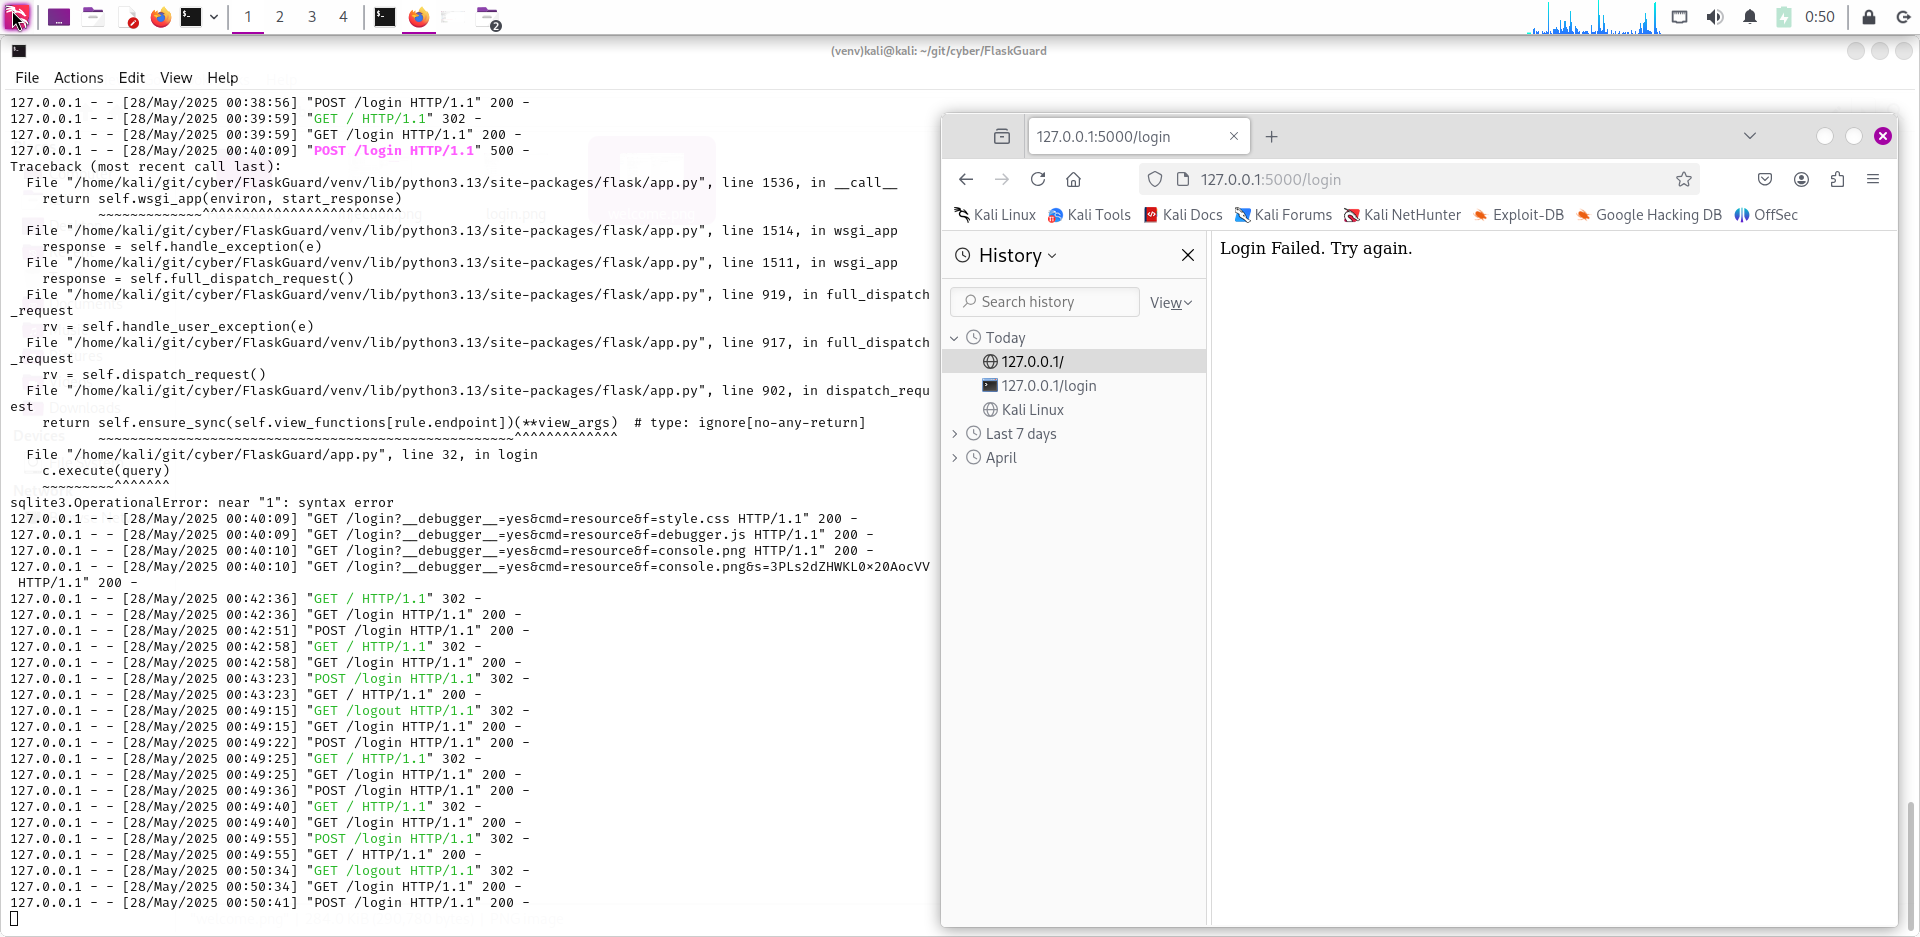 1 2 3 4
2
0:50
(venv)kali@kali: ~/git/cyber/FlaskGuard
File Actions Edit View Help
127.0.0.1 - - [28/May/2025 00:38:56] "POST /login HTTP/1.1" 200 -
127.0.0.1 - - [28/May/2025 00:39:59] "GET / HTTP/1.1" 302 -
127.0.0.1 - - [28/May/2025 00:39:59] "GET /login HTTP/1.1" 200 -
127.0.0.1 - - [28/May/2025 00:40:09] "POST /login HTTP/1.1" 500 -
Traceback (most recent call last):
  File "/home/kali/git/cyber/FlaskGuard/venv/lib/python3.13/site-packages/flask/app.py", line 1536, in __call__
    return self.wsgi_app(environ, start_response)
           ~~~~~~~~~~~~~^^^^^^^^^^^^^^^^^^^^^^^^^
  File "/home/kali/git/cyber/FlaskGuard/venv/lib/python3.13/site-packages/flask/app.py", line 1514, in wsgi_app
    response = self.handle_exception(e)
  File "/home/kali/git/cyber/FlaskGuard/venv/lib/python3.13/site-packages/flask/app.py", line 1511, in wsgi_app
    response = self.full_dispatch_request()
  File "/home/kali/git/cyber/FlaskGuard/venv/lib/python3.13/site-packages/flask/app.py", line 919, in full_dispatch
_request
    rv = self.handle_user_exception(e)
  File "/home/kali/git/cyber/FlaskGuard/venv/lib/python3.13/site-packages/flask/app.py", line 917, in full_dispatch
_request
    rv = self.dispatch_request()
  File "/home/kali/git/cyber/FlaskGuard/venv/lib/python3.13/site-packages/flask/app.py", line 902, in dispatch_requ
est
    return self.ensure_sync(self.view_functions[rule.endpoint])(**view_args)  # type: ignore[no-any-return]
           ~~~~~~~~~~~~~~~~~~~~~~~~~~~~~~~~~~~~~~~~~~~~~~~~~~~~^^^^^^^^^^^^^
  File "/home/kali/git/cyber/FlaskGuard/app.py", line 32, in login
    c.execute(query)
    ~~~~~~~~~^^^^^^^
sqlite3.OperationalError: near "1": syntax error
127.0.0.1 - - [28/May/2025 00:40:09] "GET /login?__debugger__=yes&cmd=resource&f=style.css HTTP/1.1" 200 -
127.0.0.1 - - [28/May/2025 00:40:09] "GET /login?__debugger__=yes&cmd=resource&f=debugger.js HTTP/1.1" 200 -
127.0.0.1 - - [28/May/2025 00:40:10] "GET /login?__debugger__=yes&cmd=resource&f=console.png HTTP/1.1" 200 -
127.0.0.1 - - [28/May/2025 00:40:10] "GET /login?__debugger__=yes&cmd=resource&f=console.png&s=3PLs2dZHWKL0×20AocVV
 HTTP/1.1" 200 -
127.0.0.1 - - [28/May/2025 00:42:36] "GET / HTTP/1.1" 302 -
127.0.0.1 - - [28/May/2025 00:42:36] "GET /login HTTP/1.1" 200 -
127.0.0.1 - - [28/May/2025 00:42:51] "POST /login HTTP/1.1" 200 -
127.0.0.1 - - [28/May/2025 00:42:58] "GET / HTTP/1.1" 302 -
127.0.0.1 - - [28/May/2025 00:42:58] "GET /login HTTP/1.1" 200 -
127.0.0.1 - - [28/May/2025 00:43:23] "POST /login HTTP/1.1" 302 -
127.0.0.1 - - [28/May/2025 00:43:23] "GET / HTTP/1.1" 200 -
127.0.0.1 - - [28/May/2025 00:49:15] "GET /logout HTTP/1.1" 302 -
127.0.0.1 - - [28/May/2025 00:49:15] "GET /login HTTP/1.1" 200 -
127.0.0.1 - - [28/May/2025 00:49:22] "POST /login HTTP/1.1" 200 -
127.0.0.1 - - [28/May/2025 00:49:25] "GET / HTTP/1.1" 302 -
127.0.0.1 - - [28/May/2025 00:49:25] "GET /login HTTP/1.1" 200 -
127.0.0.1 - - [28/May/2025 00:49:36] "POST /login HTTP/1.1" 200 -
127.0.0.1 - - [28/May/2025 00:49:40] "GET / HTTP/1.1" 302 -
127.0.0.1 - - [28/May/2025 00:49:40] "GET /login HTTP/1.1" 200 -
127.0.0.1 - - [28/May/2025 00:49:55] "POST /login HTTP/1.1" 302 -
127.0.0.1 - - [28/May/2025 00:49:55] "GET / HTTP/1.1" 200 -
127.0.0.1 - - [28/May/2025 00:50:34] "GET /logout HTTP/1.1" 302 -
127.0.0.1 - - [28/May/2025 00:50:34] "GET /login HTTP/1.1" 200 -
127.0.0.1 - - [28/May/2025 00:50:41] "POST /login HTTP/1.1" 200 -
login.png
Downloads
Devices
127.0.0.1:5000/login
127.0.0.1:5000/login
Kali Linux Kali Tools Kali Docs Kali Forums Kali NetHunter Exploit-DB Google Hacking DB OffSec
History
Search history
View
Today
127.0.0.1/
127.0.0.1/login
Kali Linux
Last 7 days
April
Login Failed. Try again.